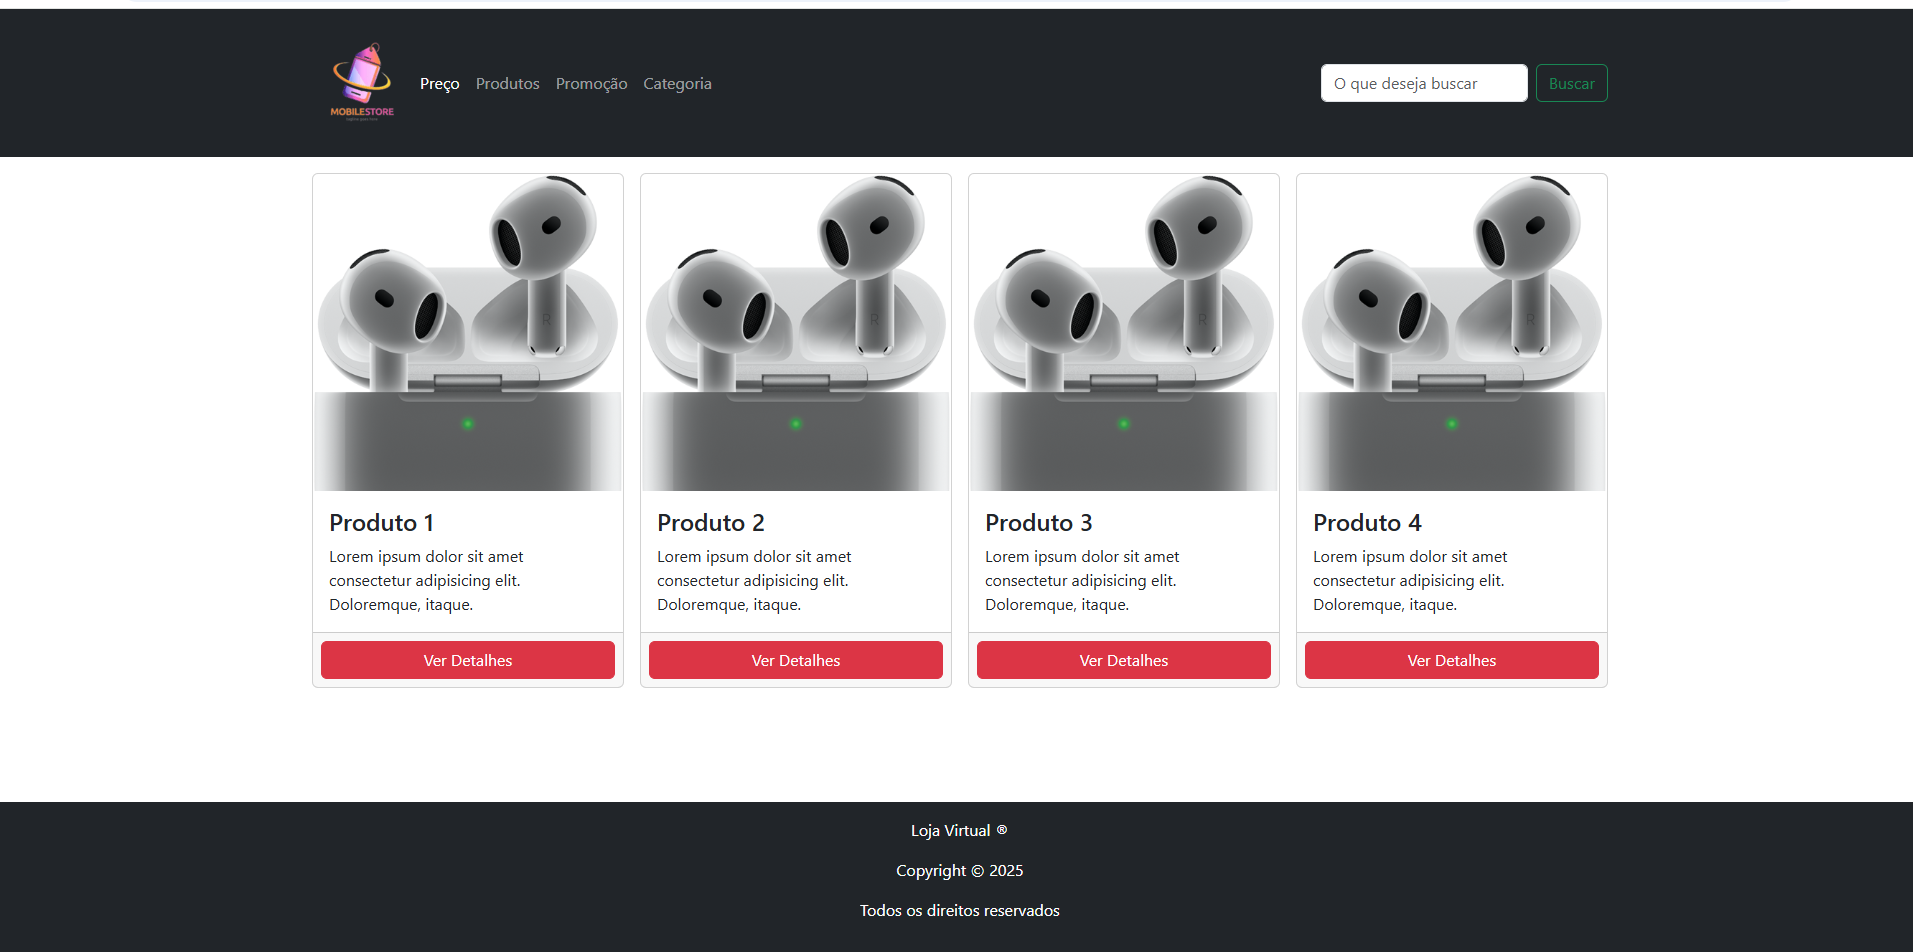 MOBILESTORE
Preço Produtos Promoção Categoria
O que deseja buscar
Buscar
Produto 1
Lorem ipsum dolor sit amet
consectetur adipisicing elit.
Doloremque, itaque.
Ver Detalhes
Produto 2
Lorem ipsum dolor sit amet
consectetur adipisicing elit.
Doloremque, itaque.
Ver Detalhes
Produto 3
Lorem ipsum dolor sit amet
consectetur adipisicing elit.
Doloremque, itaque.
Ver Detalhes
Produto 4
Lorem ipsum dolor sit amet
consectetur adipisicing elit.
Doloremque, itaque.
Ver Detalhes
Loja Virtual ®
Copyright © 2025
Todos os direitos reservados